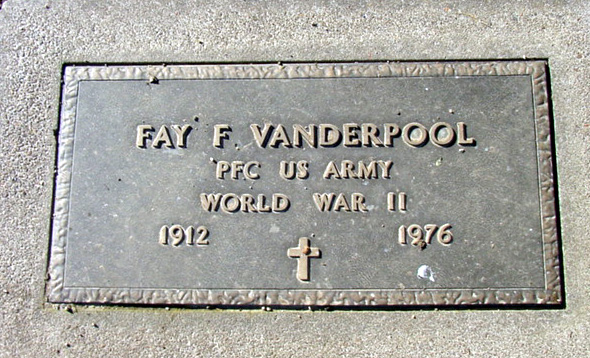 FAY F VANDERPOOL
PFC US ARMY
WORLD WAR II
1912 1976